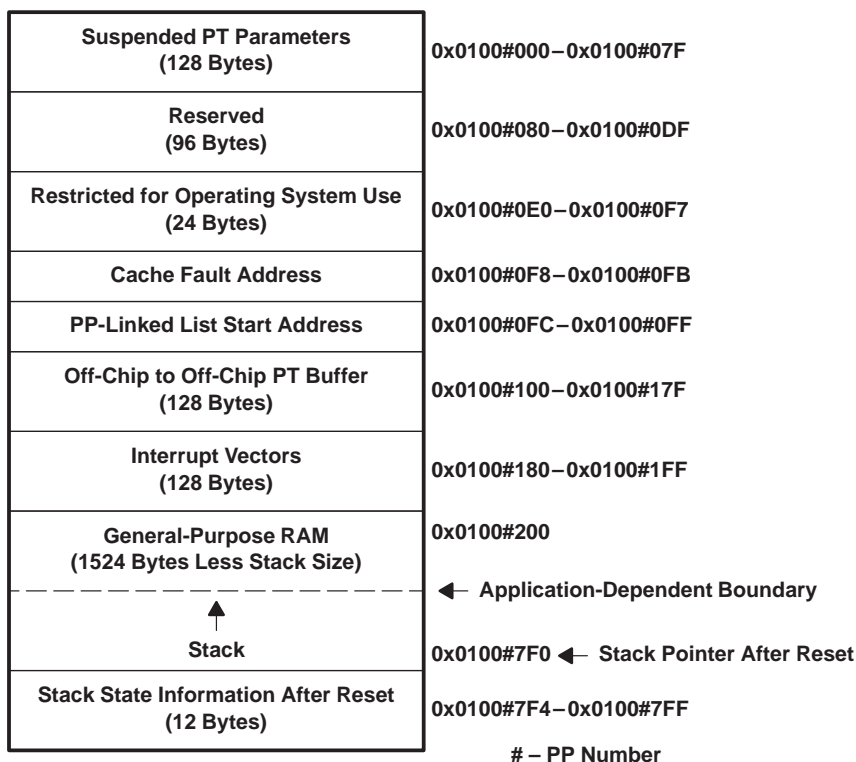 Suspended PT Parameters
(128 Bytes)
0x0100#000–0x0100#07F
Reserved
(96 Bytes)
0x0100#080–0x0100#0DF
Restricted for Operating System Use
(24 Bytes)
0x0100#0E0–0x0100#0F7
Cache Fault Address
0x0100#0F8–0x0100#0FB
PP-Linked List Start Address
0x0100#0FC–0x0100#0FF
Off-Chip to Off-Chip PT Buffer
(128 Bytes)
0x0100#100–0x0100#17F
Interrupt Vectors
(128 Bytes)
0x0100#180–0x0100#1FF
General-Purpose RAM
(1524 Bytes Less Stack Size)
0x0100#200
Application-Dependent Boundary
Stack
0x0100#7F0
Stack Pointer After Reset
Stack State Information After Reset
(12 Bytes)
0x0100#7F4–0x0100#7FF
# – PP Number